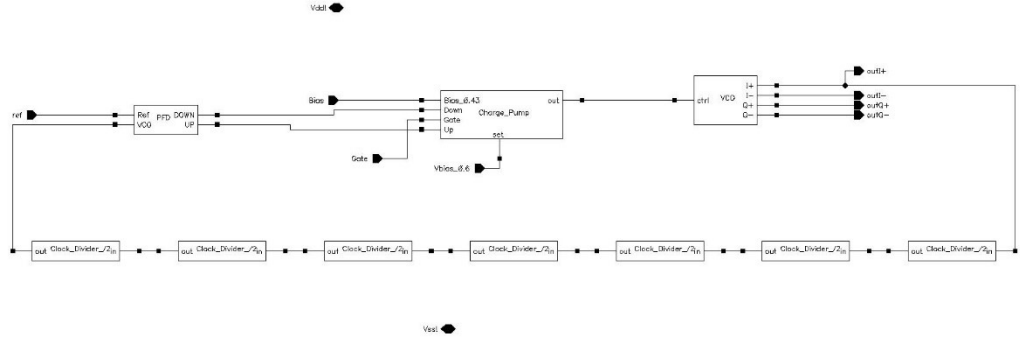 Vdd!
outI+
I+
Bias
Bias_0.43
out
ctrl
VCO
I-
outI-
ref
Ref
PFD
DOWN
Down
Charge_Pump
Q+
outQ+
VCO
UP
Gate
Q-
outQ-
Up
set
Gate
Vbias_0.6
out Clock_Divider_/2 in
out Clock_Divider_/2 in
out Clock_Divider_/2 in
out Clock_Divider_/2 in
out Clock_Divider_/2 in
out Clock_Divider_/2 in
out Clock_Divider_/2 in
Vss!